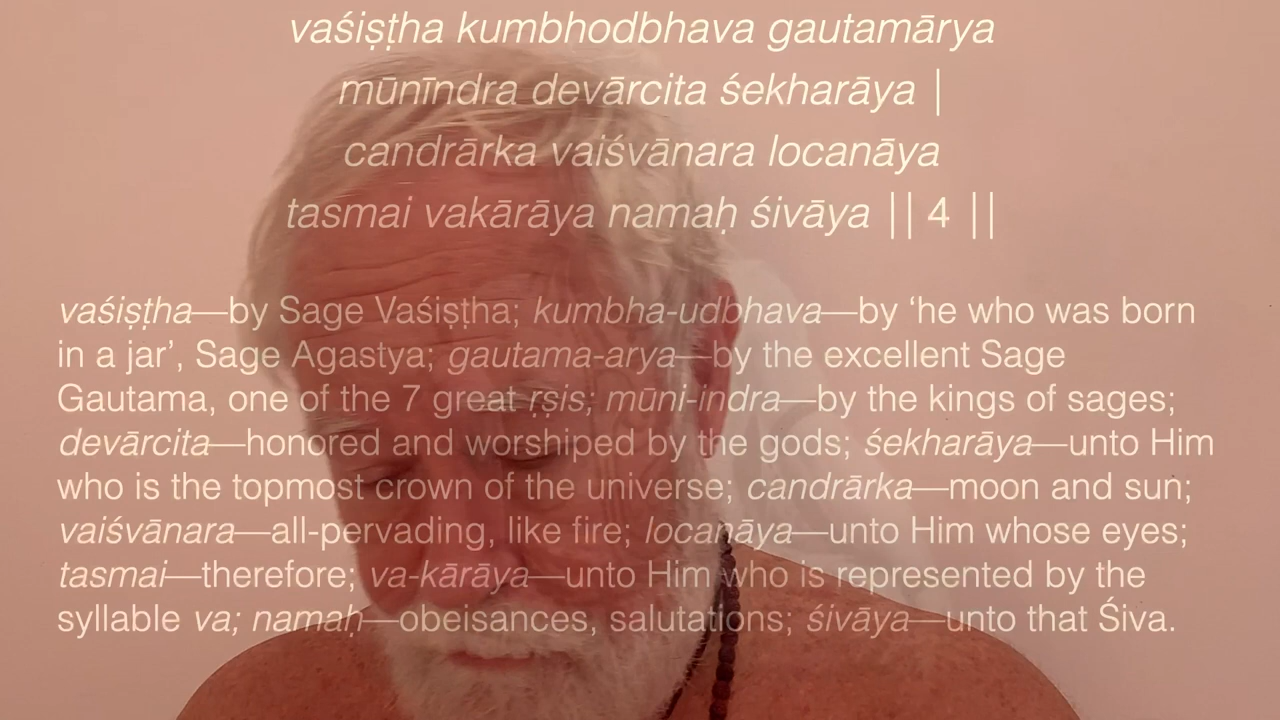 vaśiṣṭha kumbhodbhava gautamārya
mūnīndra devārcita śekharāya |
candrārka vaiśvānara locanāya
tasmai vakārāya namaḥ śivāya || 4 ||
vaśiṣṭha—by Sage Vaśiṣṭha; kumbha-udbhava—by ‘he who was born
in a jar’, Sage Agastya; gautama-arya—by the excellent Sage
Gautama, one of the 7 great ṛṣis; mūni-indra—by the kings of sages;
devārcita—honored and worshiped by the gods; śekharāya—unto Him
who is the topmost crown of the universe; candrārka—moon and sun;
vaiśvānara—all-pervading, like fire; locanāya—unto Him whose eyes;
tasmai—therefore; va-kārāya—unto Him who is represented by the
syllable va; namaḥ—obeisances, salutations; śivāya—unto that Śiva.